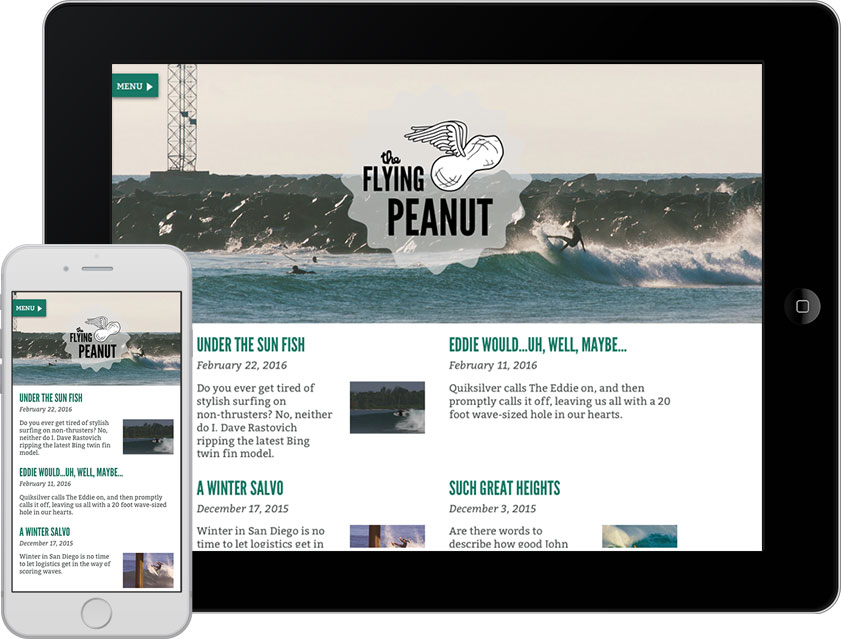 MENU
the
FLYING
PEANUT
UNDER THE SUN FISH
February 22, 2016
Do you ever get tired of
stylish surfing on
non-thrusters? No, neither
do I. Dave Rastovich
ripping the latest Bing
twin fin model.
EDDIE WOULD...UH, WELL, MAYBE...
February 11, 2016
Quiksilver calls The Eddie on, and then
promptly calls it off, leaving us all with a 20
foot wave-sized hole in our hearts.
A WINTER SALVO
December 17, 2015
Winter in San Diego is no
time to let logistics get in
SUCH GREAT HEIGHTS
December 3, 2015
Are there words to
describe how good John
MENU
the
FLYING
PEANUT
UNDER THE SUN FISH
February 22, 2016
Do you ever get tired of stylish
surfing on non-thrusters? No,
neither do I. Dave Rastovich
ripping the latest Bing twin fin
model.
EDDIE WOULD...UH, WELL, MAYBE...
February 11, 2016
Quiksilver calls The Eddie on, and then promptly
calls it off, leaving us all with a 20 foot wave-sized
hole in our hearts.
A WINTER SALVO
December 17, 2015
Winter in San Diego is no time
to let logistics get in the way of
scoring waves.